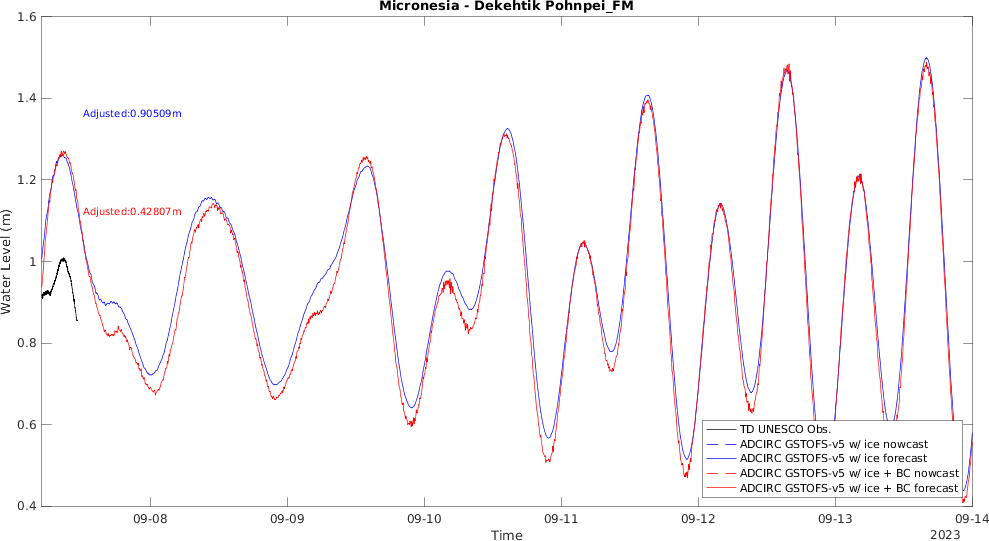 Micronesia - Dekehtik Pohnpei_FM
1.6
1.4
1.2
1
0.8
0.6
0.4
Water Level (m)
Adjusted:0.90509m
Adjusted:0.42807m
TD UNESCO Obs.
ADCIRC GSTOFS-v5 w/ ice nowcast
ADCIRC GSTOFS-v5 w/ ice forecast
ADCIRC GSTOFS-v5 w/ ice + BC nowcast
ADCIRC GSTOFS-v5 w/ ice + BC forecast
09-08
09-09
09-10
09-11
09-12
09-13
09-14
Time
2023